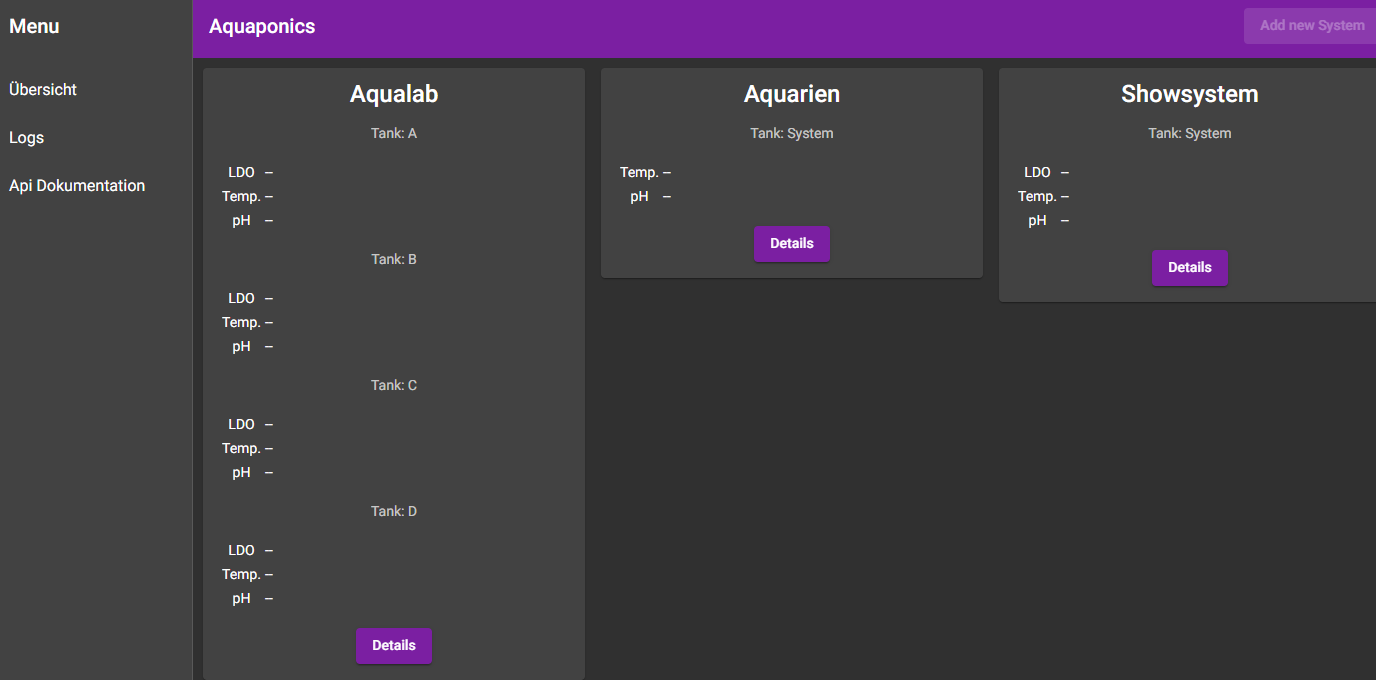 Menu
Übersicht
Logs
Api Dokumentation
Aquaponics
Add new System
Aqualab
Tank: A
LDO –
Temp. –
pH –
Tank: B
LDO –
Temp. –
pH –
Tank: C
LDO –
Temp. –
pH –
Tank: D
LDO –
Temp. –
pH –
Details
Aquarien
Tank: System
Temp. –
pH –
Details
Showsystem
Tank: System
LDO –
Temp. –
pH –
Details